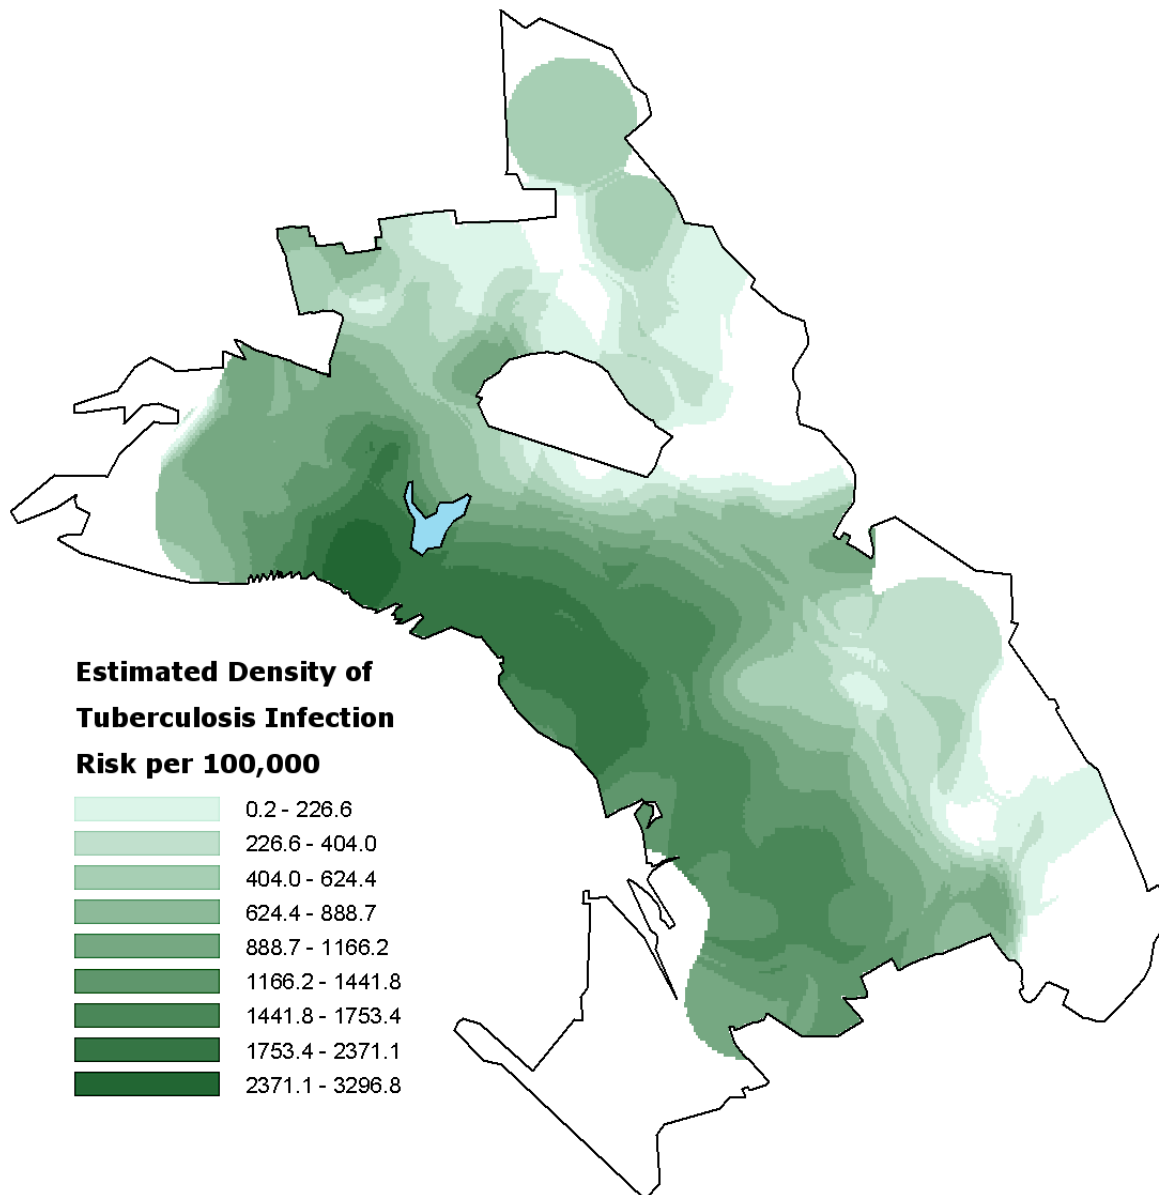 Estimated Density of
Tuberculosis Infection
Risk per 100,000
0.2 - 226.6
226.6 - 404.0
404.0 - 624.4
624.4 - 888.7
888.7 - 1166.2
1166.2 - 1441.8
1441.8 - 1753.4
1753.4 - 2371.1
2371.1 - 3296.8